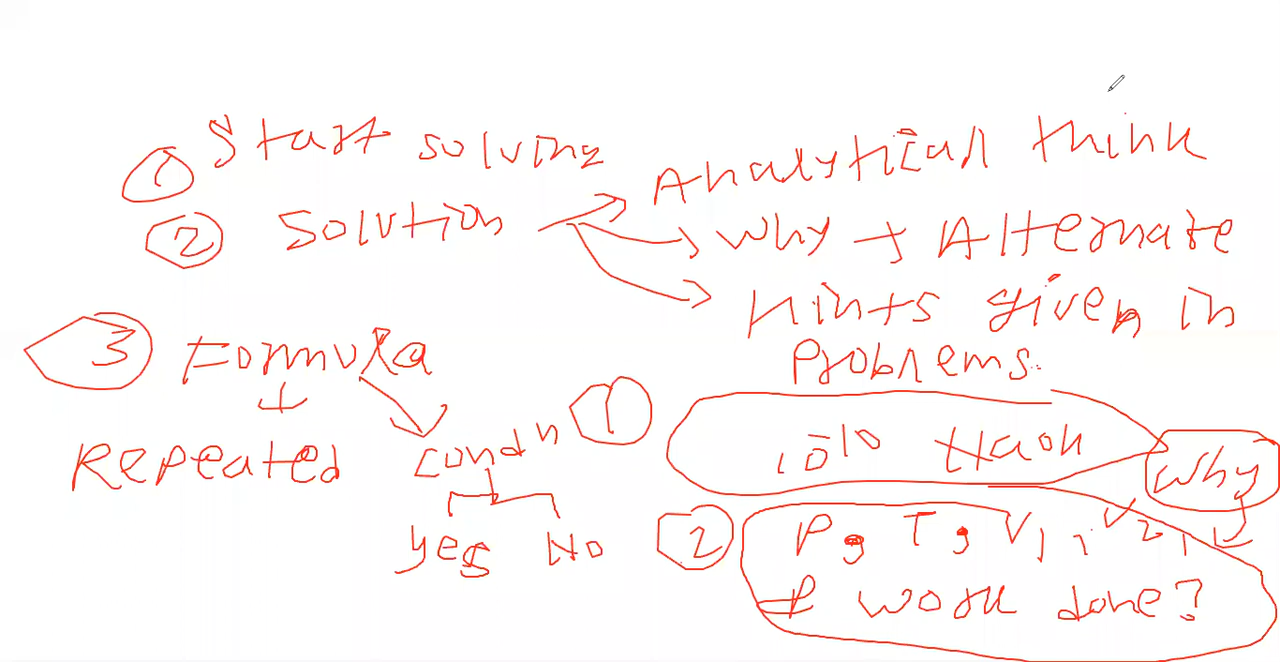 ① Start solving
② Solution → Analytical think
→ Why → Alternate
→ Hints given in
Problems.
③ Formula
Repeated
condn
Yes No
①
Why
② P, T, V1, V2,
& work done?